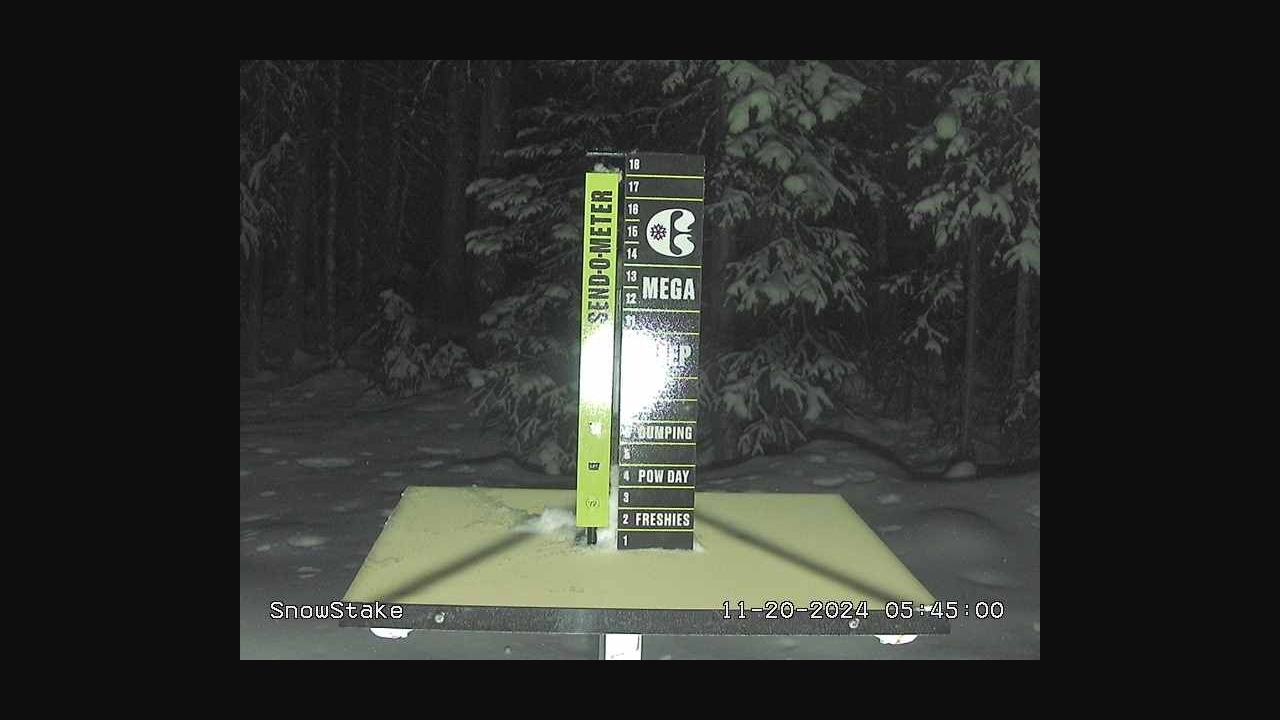 SEND-O-METER
18
17
16
15
14
13
12
MEGA
11
DUMPING
5
4 POW DAY
3
2 FRESHIES
1
SnowStake
11-20-2024 05:45:00